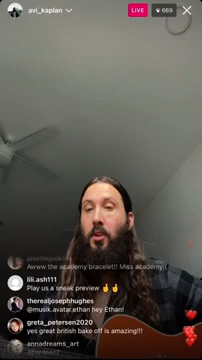 avi_kaplan
LIVE
669
juliettepullens
Awww the academy bracelet!! Miss academy (
lili.ash111
Play us a sneak preview 🤞🤞
therealjosephhughes
@musik.avatar.ethan hey Ethan!
greta_petersen2020
yes great british bake off is amazing!!!
annadreams_art